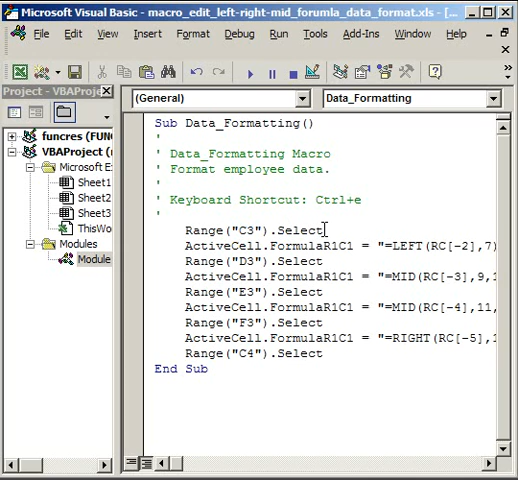 Microsoft Visual Basic - macro_edit_left-right-mid_forumla_data_format.xls
File Edit View Insert Format Debug Run
Tools Add-Ins Window Help
Project - VBAProject
(General)
Data_Formatting
funcres (FUN
VBAProject (
Microsoft E
Sheet1
Sheet2
Sheet3
ThisWo
Modules
Module
Sub Data_Formatting()
'
' Data_Formatting Macro
' Format employee data.
'
' Keyboard Shortcut: Ctrl+e
'
Range("C3").Select
ActiveCell.FormulaR1C1 = "=LEFT(RC[-2],7)
Range("D3").Select
ActiveCell.FormulaR1C1 = "=MID(RC[-3],9,1
Range("E3").Select
ActiveCell.FormulaR1C1 = "=MID(RC[-4],11,
Range("F3").Select
ActiveCell.FormulaR1C1 = "=RIGHT(RC[-5],1
Range("C4").Select
End Sub